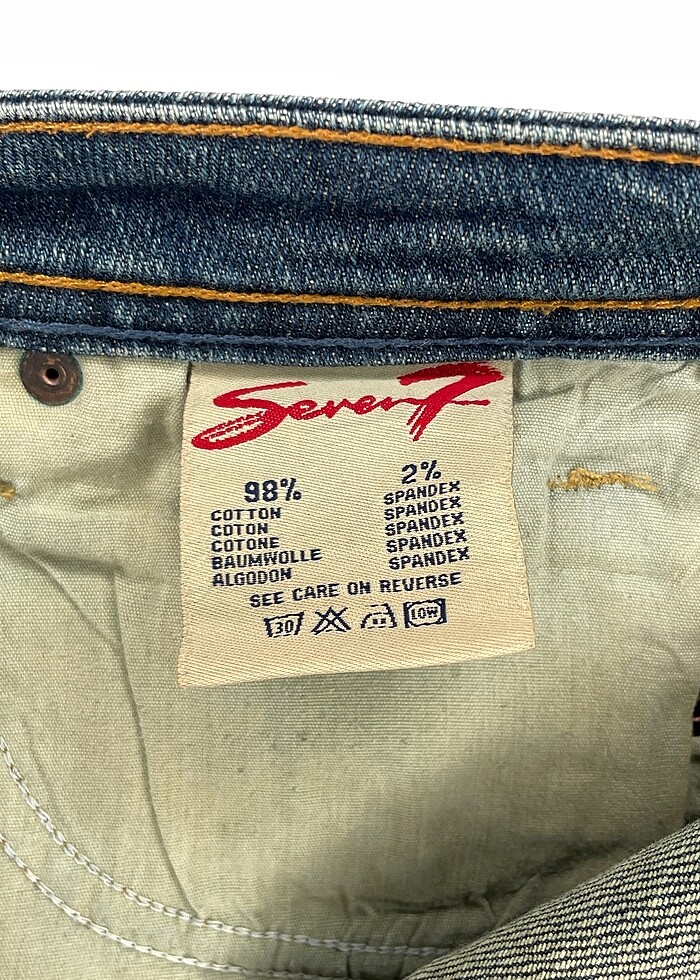 Seven7
98% 2%
COTTON SPANDEX
COTON SPANDEX
COTONE SPANDEX
BAUMWOLLE SPANDEX
ALGODON SPANDEX
SEE CARE ON REVERSE
30 LOW